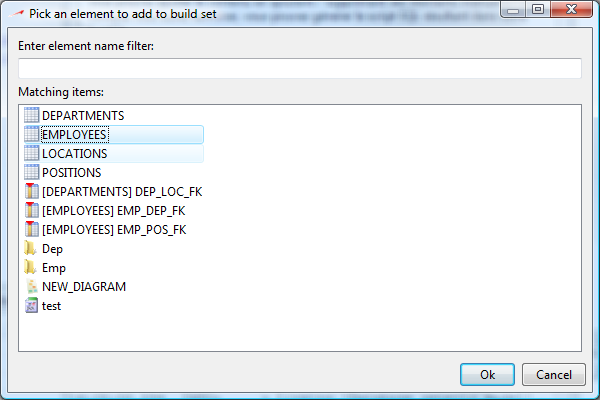 Pick an element to add to build set
Enter element name filter:
Matching items:
DEPARTMENTS
EMPLOYEES
LOCATIONS
POSITIONS
[DEPARTMENTS] DEP_LOC_FK
[EMPLOYEES] EMP_DEP_FK
[EMPLOYEES] EMP_POS_FK
Dep
Emp
NEW_DIAGRAM
test
Ok
Cancel